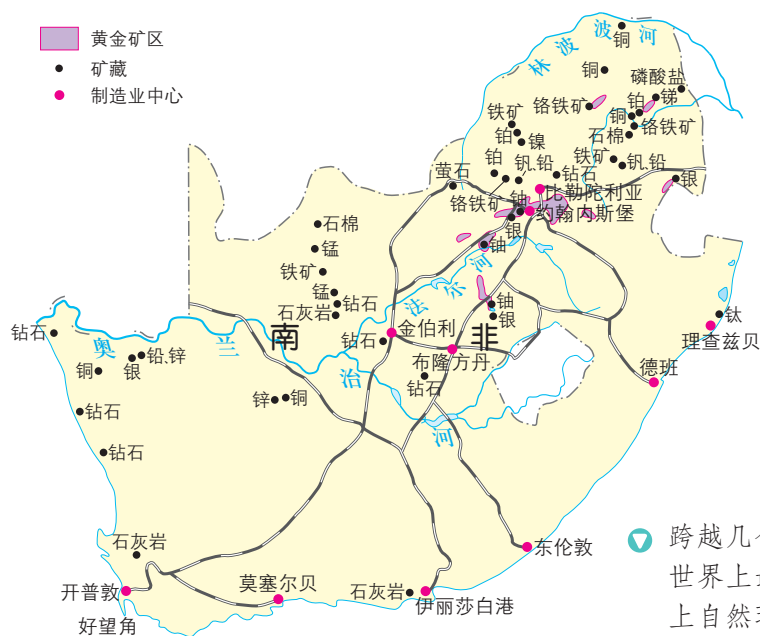 黄金矿区
矿藏
制造业中心
林波波河
铜
铜
磷酸盐
铬铁矿
铂
锑
铜
铬铁矿
石棉
铁矿
铂
镍
铁矿
钒、铅
铂
钒、铅
钻石
萤石
银
比勒陀利亚
铬铁矿
铀
约翰内斯堡
银
铀
石棉
锰
铁矿
锰
钻石
石灰岩
法尔河
铀
银
钛
理查兹贝
钻石
奥兰治河
南非
钻石
金伯利
布隆方丹
钻石
德班
铅、锌
银
铜
锌
铜
钻石
钻石
石灰岩
开普敦
好望角
莫塞尔贝
石灰岩
伊丽莎白港
东伦敦
跨越几
世界上
上自然